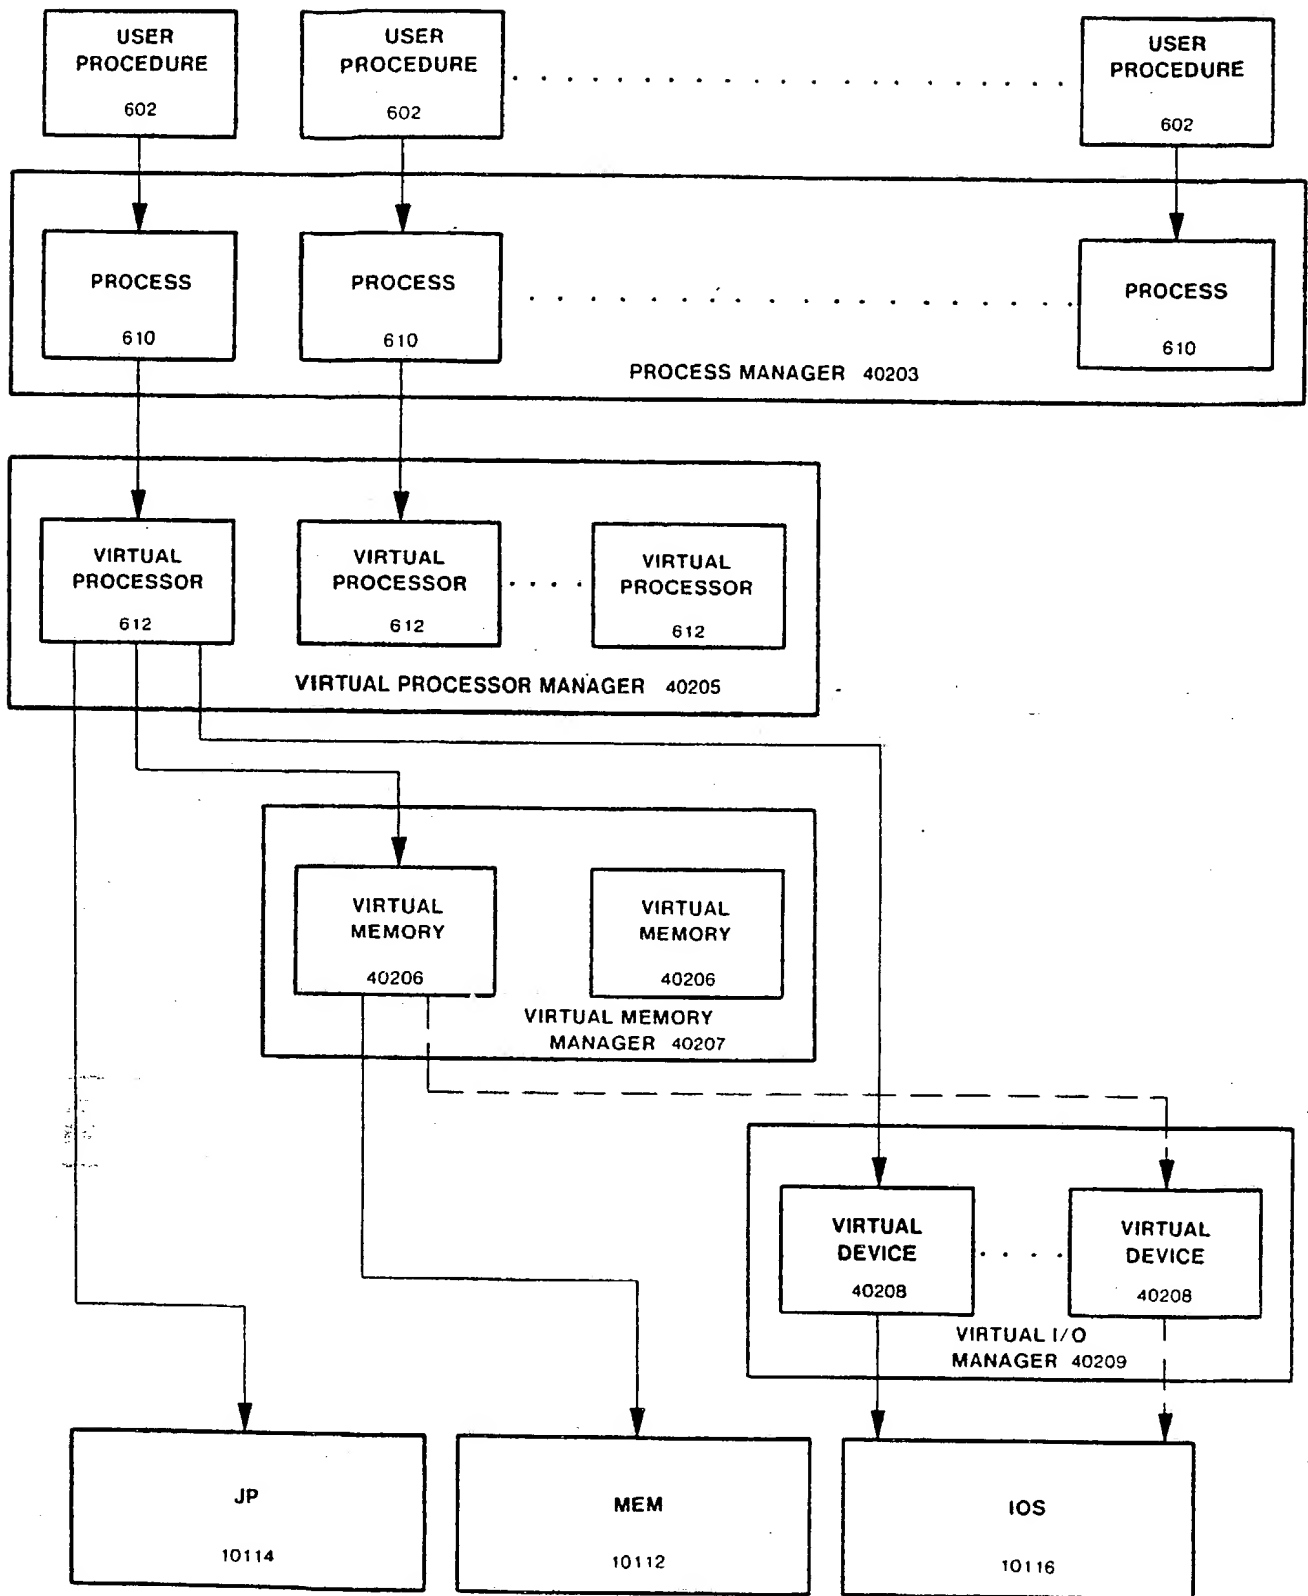 USER
PROCEDURE
602
USER
PROCEDURE
602
USER
PROCEDURE
602
PROCESS
610
PROCESS
610
PROCESS
610
PROCESS MANAGER 40203
VIRTUAL
PROCESSOR
612
VIRTUAL
PROCESSOR
612
VIRTUAL
PROCESSOR
612
VIRTUAL PROCESSOR MANAGER 40205
VIRTUAL
MEMORY
40206
VIRTUAL
MEMORY
40206
VIRTUAL MEMORY
MANAGER 40207
VIRTUAL
DEVICE
40208
VIRTUAL
DEVICE
40208
VIRTUAL I/O
MANAGER 40209
JP
10114
MEM
10112
IOS
10116